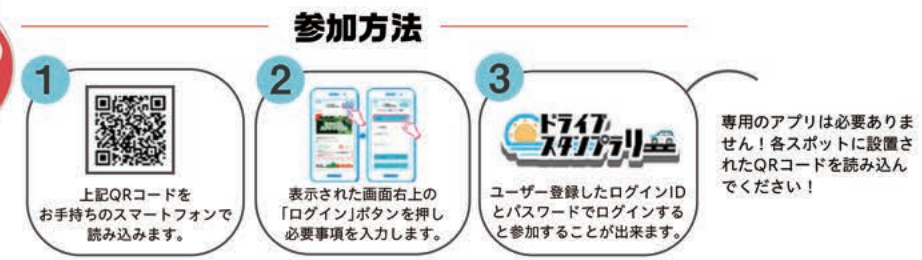 参加方法
1
上記QRコードを
お手持ちのスマートフォンで
読み込みます。
2
表示された画面右上の
「ログイン」ボタンを押し
必要事項を入力します。
3
ドライブ
スタンプラリー
ユーザー登録したログインID
とパスワードでログインする
と参加することが出来ます。
専用のアプリは必要ありま
せん！各スポットに設置さ
れたQRコードを読み込ん
でください！